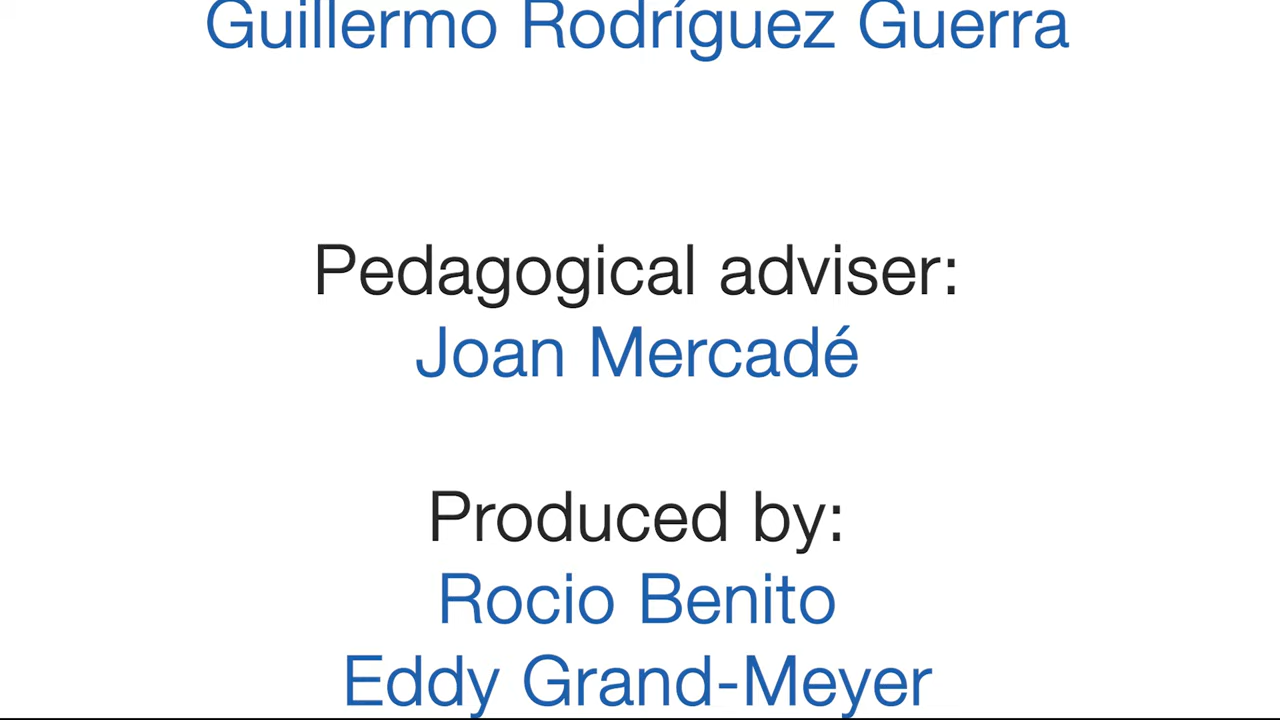 Guillermo Rodríguez Guerra
Pedagogical adviser:
Joan Mercadé
Produced by:
Rocio Benito
Eddy Grand-Meyer